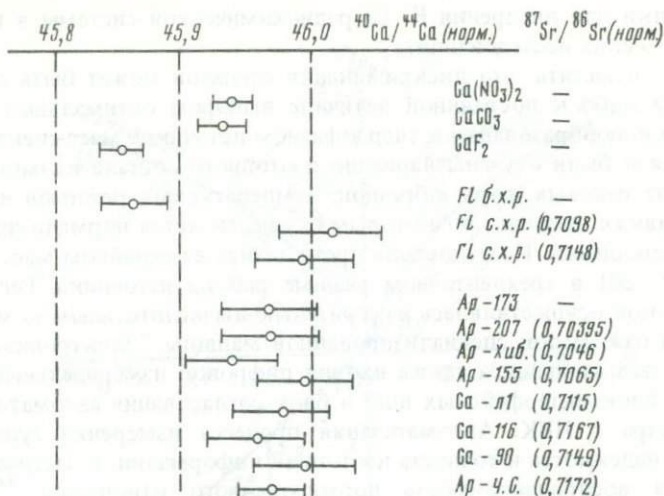 45,8 45,9 46,0 ⁴⁰Ca/⁴⁴Ca (норм.) ⁸⁷Sr/⁸⁶Sr (норм.)
Ca(NO₃)₂ —
CaCO₃ —
CaF₂ —
Fl б.х.р. —
Fl с.х.р. (0,7098)
Fl с.х.р. (0,7148)
Ap-173 —
Ap-207 (0,70395)
Ap-Хив. (0,7046)
Ap-155 (0,7065)
Ca-л1 (0,7115)
Ca-116 (0,7167)
Ca-90 (0,7149)
Ap-Ч.С. (0,7172)